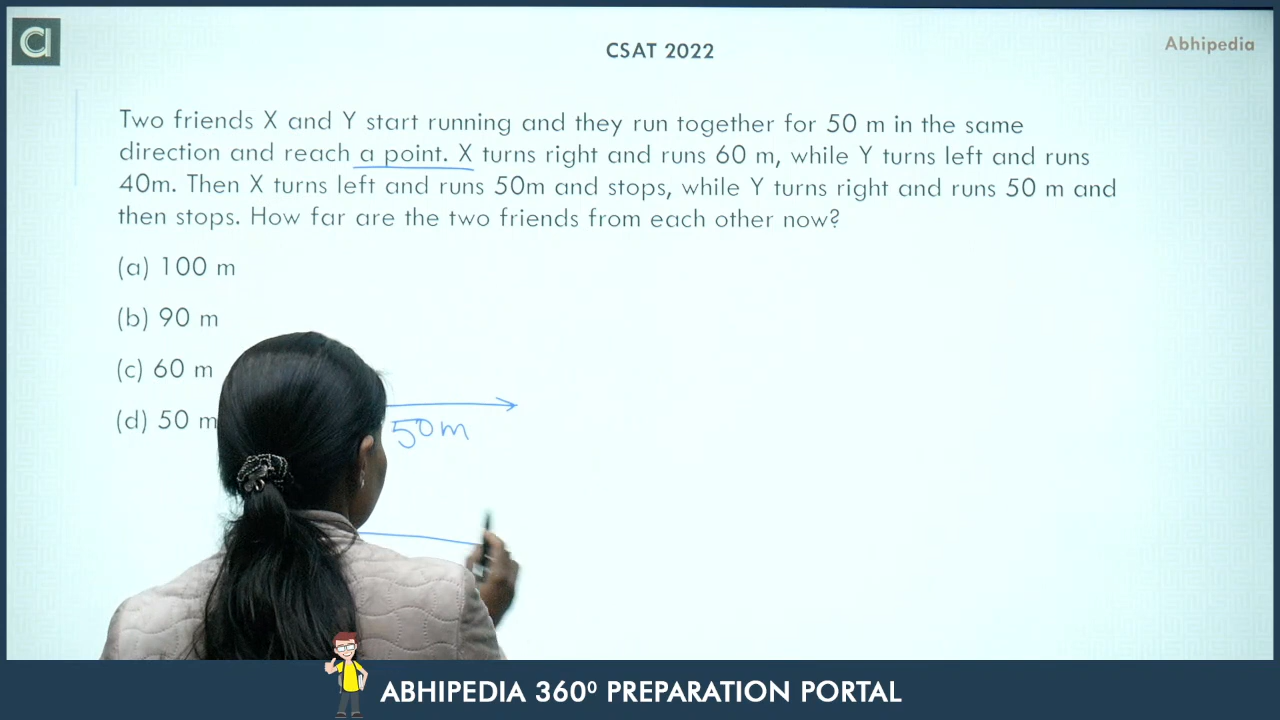 CSAT 2022
Abhipedia
Two friends X and Y start running and they run together for 50 m in the same
direction and reach a point. X turns right and runs 60 m, while Y turns left and runs
40m. Then X turns left and runs 50m and stops, while Y turns right and runs 50 m and
then stops. How far are the two friends from each other now?
(a) 100 m
(b) 90 m
(c) 60 m
(d) 50 m
50m
ABHIPEDIA 360⁰ PREPARATION PORTAL